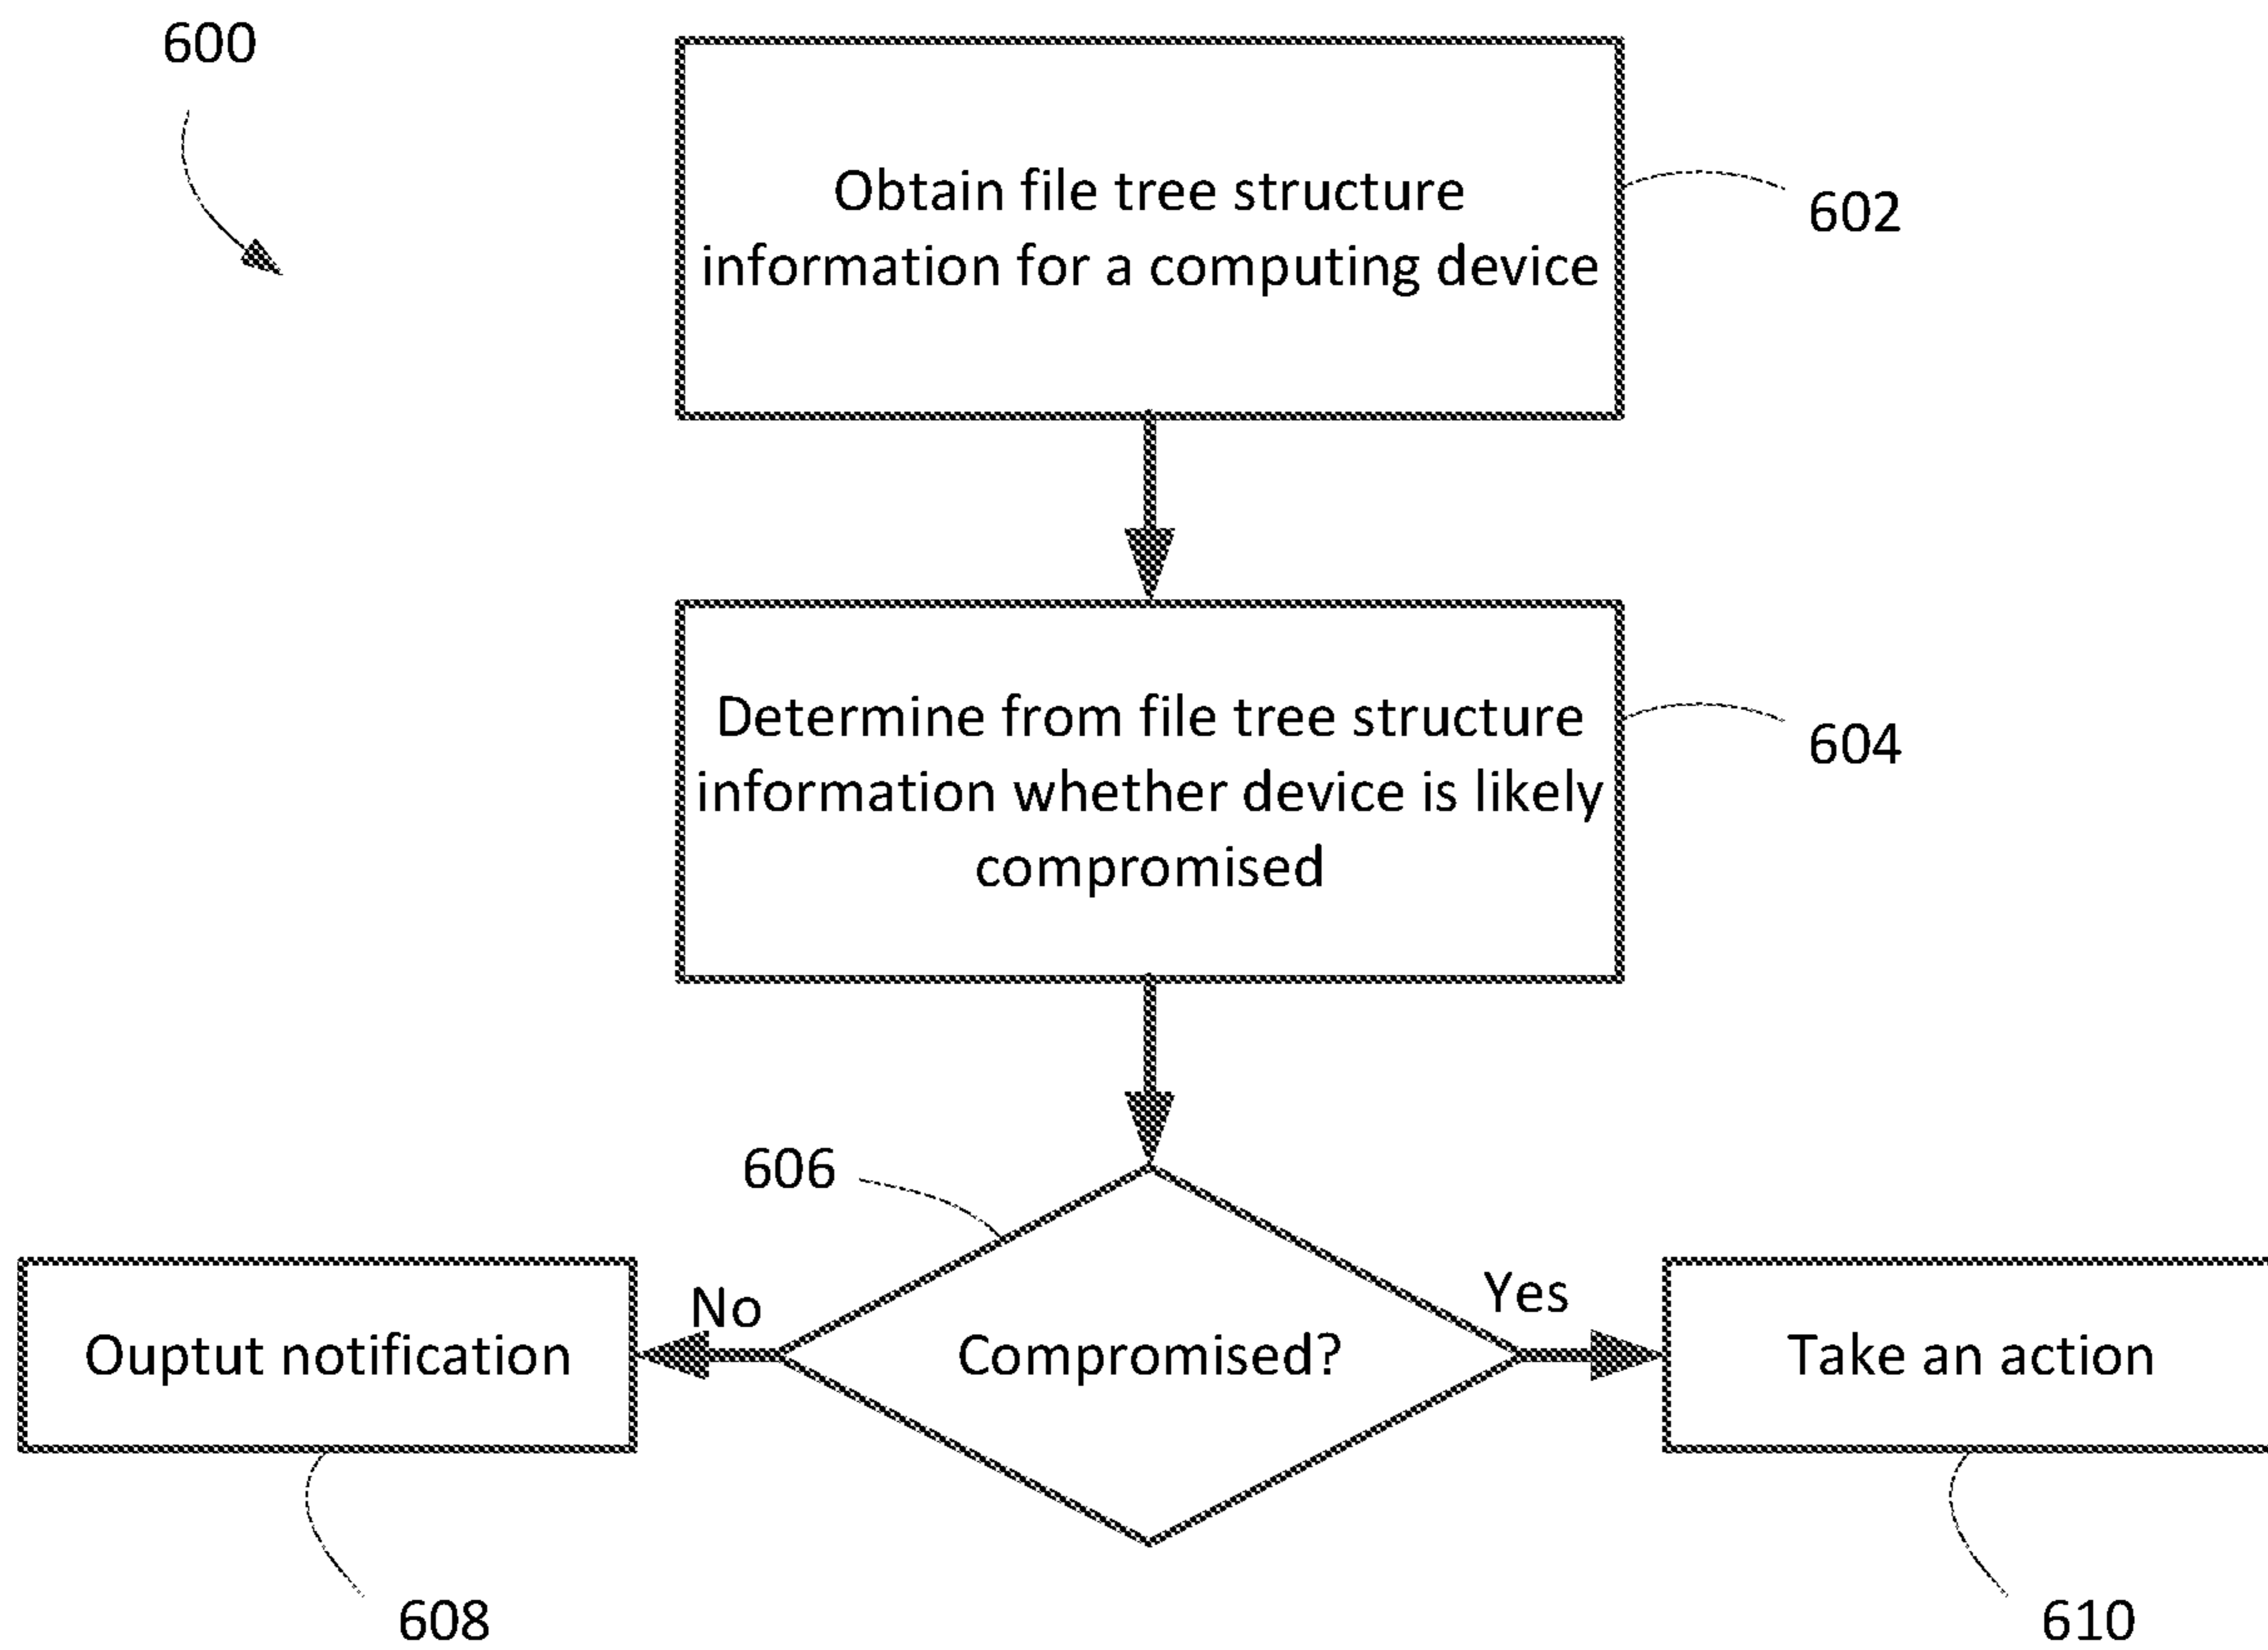 600
Obtain file tree structure
information for a computing device
602
Determine from file tree structure
information whether device is likely
compromised
604
606
No
Yes
Ouptut notification
Compromised?
Take an action
608
610